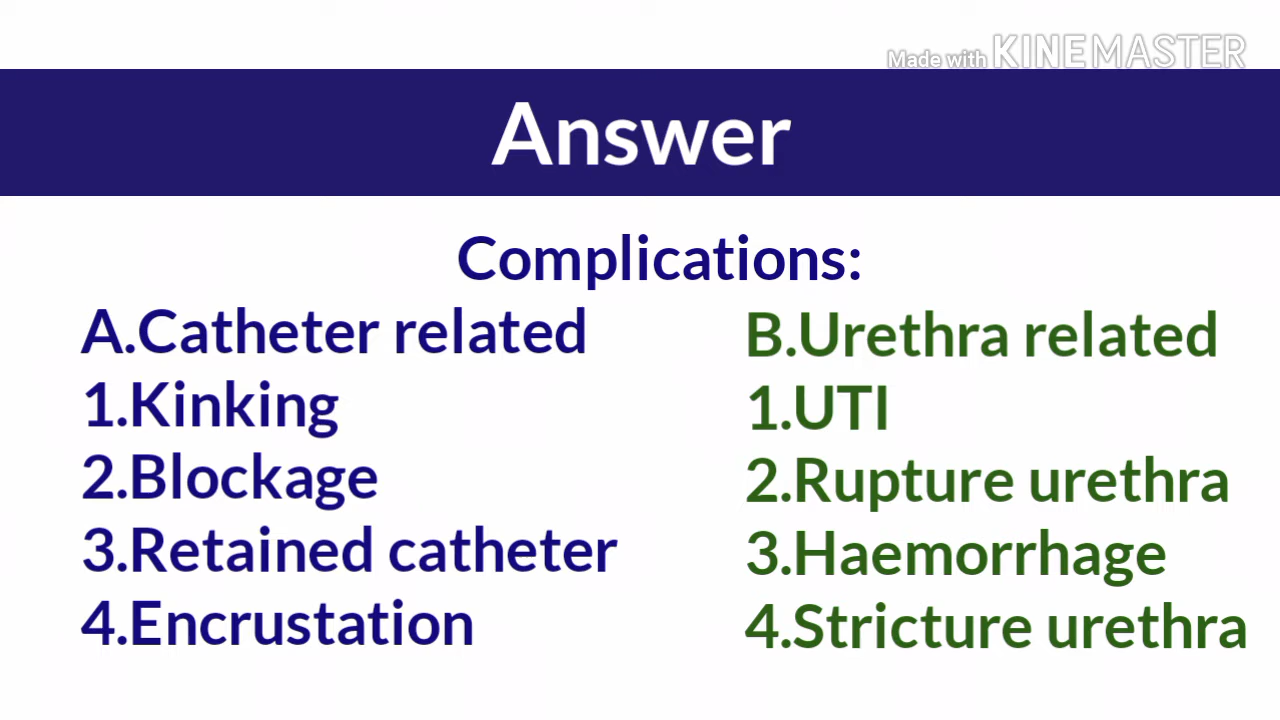 Made with KINEMASTER
Answer
Complications:
A.Catheter related
1.Kinking
2.Blockage
3.Retained catheter
4.Encrustation
B.Urethra related
1.UTI
2.Rupture urethra
3.Haemorrhage
4.Stricture urethra